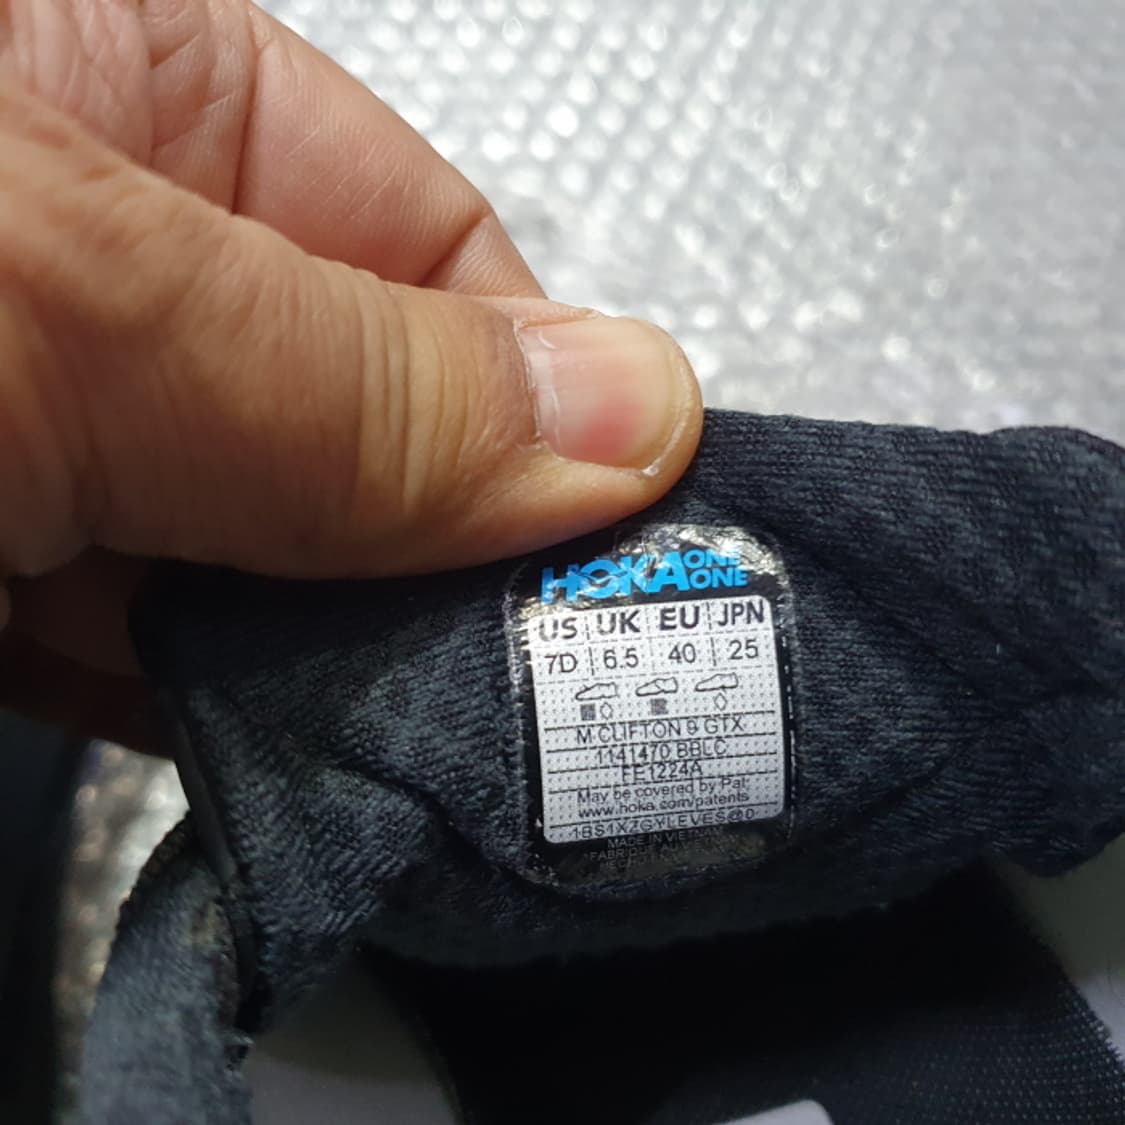 HOKA ONE ONE
US UK EU JPN
7D 6.5 40 25
M CLIFTON 9 GTX
1141470 BBLC
FE1224A
May be covered by Pat.
www.hoka.com/patents
MADE IN VIETNAM